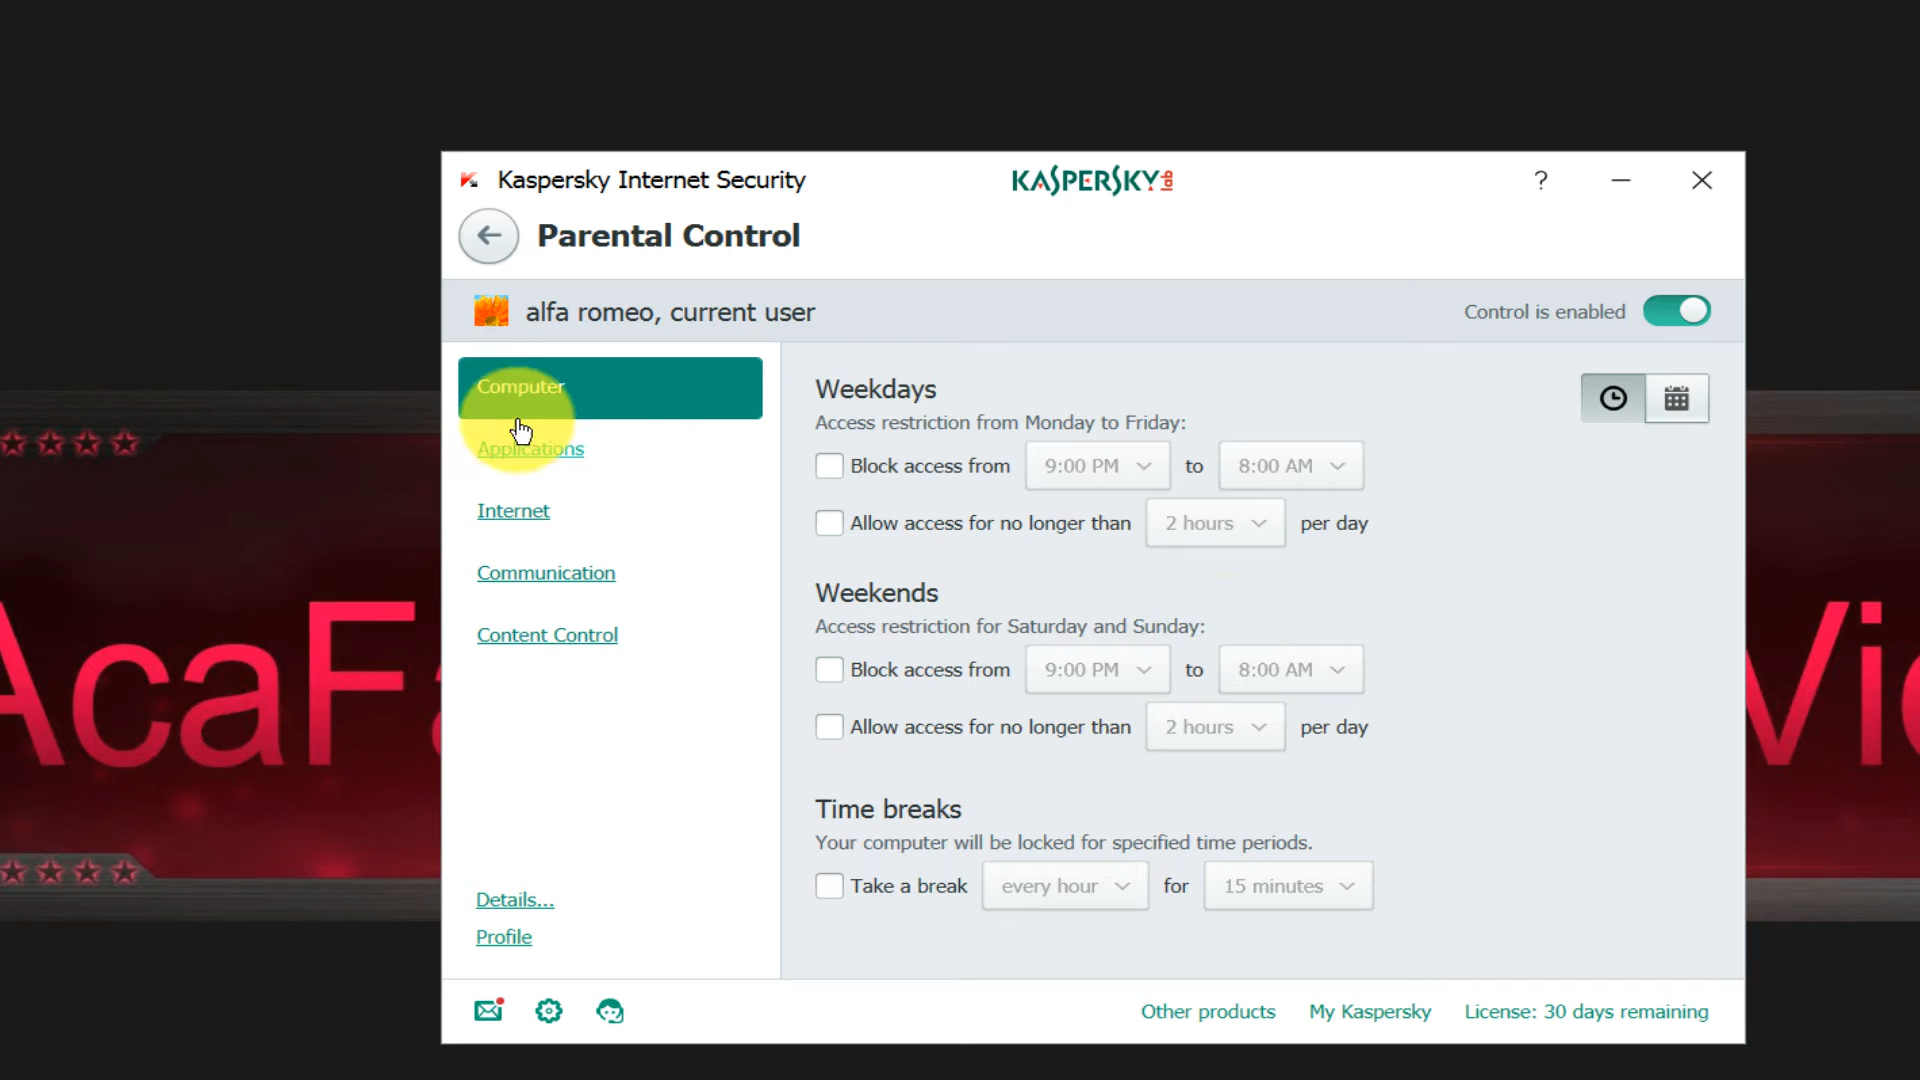 Kaspersky Internet Security
KASPERSKY lab
?
Parental Control
alfa romeo, current user
Control is enabled
Computer
Applications
Internet
Communication
Content Control
Details...
Profile
Weekdays
Access restriction from Monday to Friday:
Block access from 9:00 PM to 8:00 AM
Allow access for no longer than 2 hours per day
Weekends
Access restriction for Saturday and Sunday:
Block access from 9:00 PM to 8:00 AM
Allow access for no longer than 2 hours per day
Time breaks
Your computer will be locked for specified time periods.
Take a break every hour for 15 minutes
Other products My Kaspersky License: 30 days remaining
AcaFa
Vi